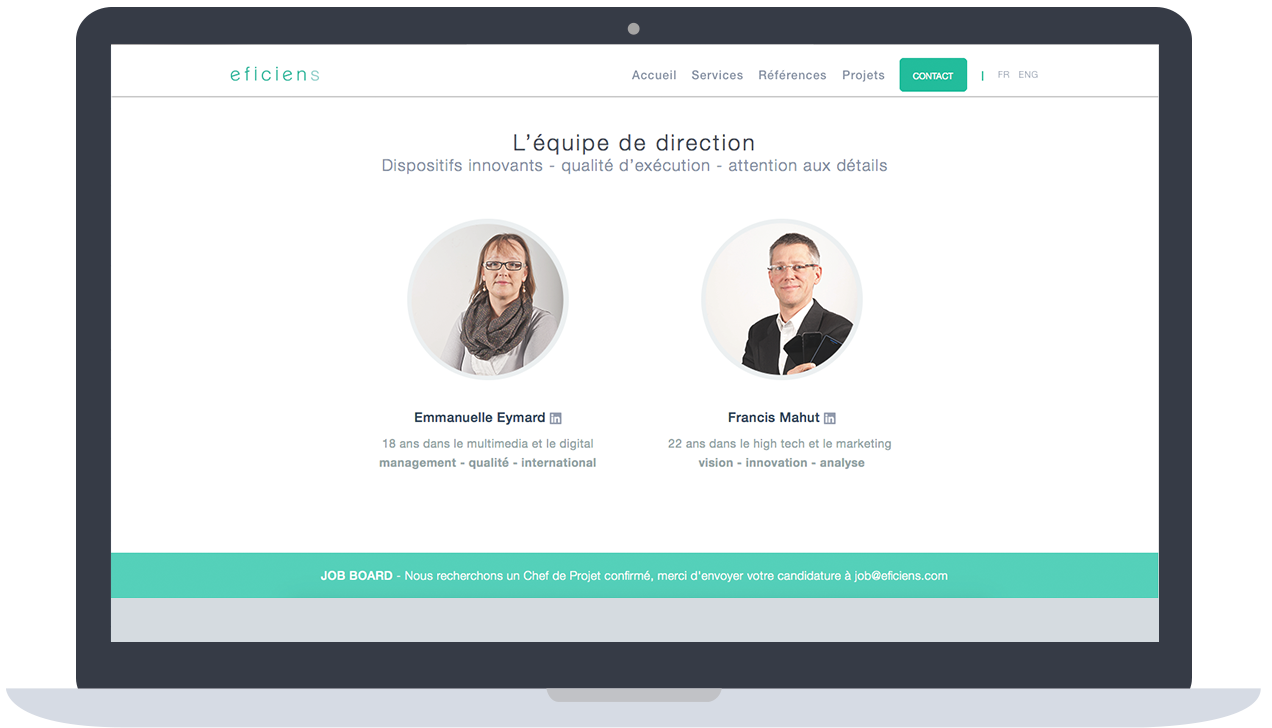 eficiens
Accueil Services Références Projets CONTACT | FR ENG
L’équipe de direction
Dispositifs innovants - qualité d’exécution - attention aux détails
Emmanuelle Eymard in
18 ans dans le multimedia et le digital
management - qualité - international
Francis Mahut in
22 ans dans le high tech et le marketing
vision - innovation - analyse
JOB BOARD - Nous recherchons un Chef de Projet confirmé, merci d'envoyer votre candidature à job@eficiens.com